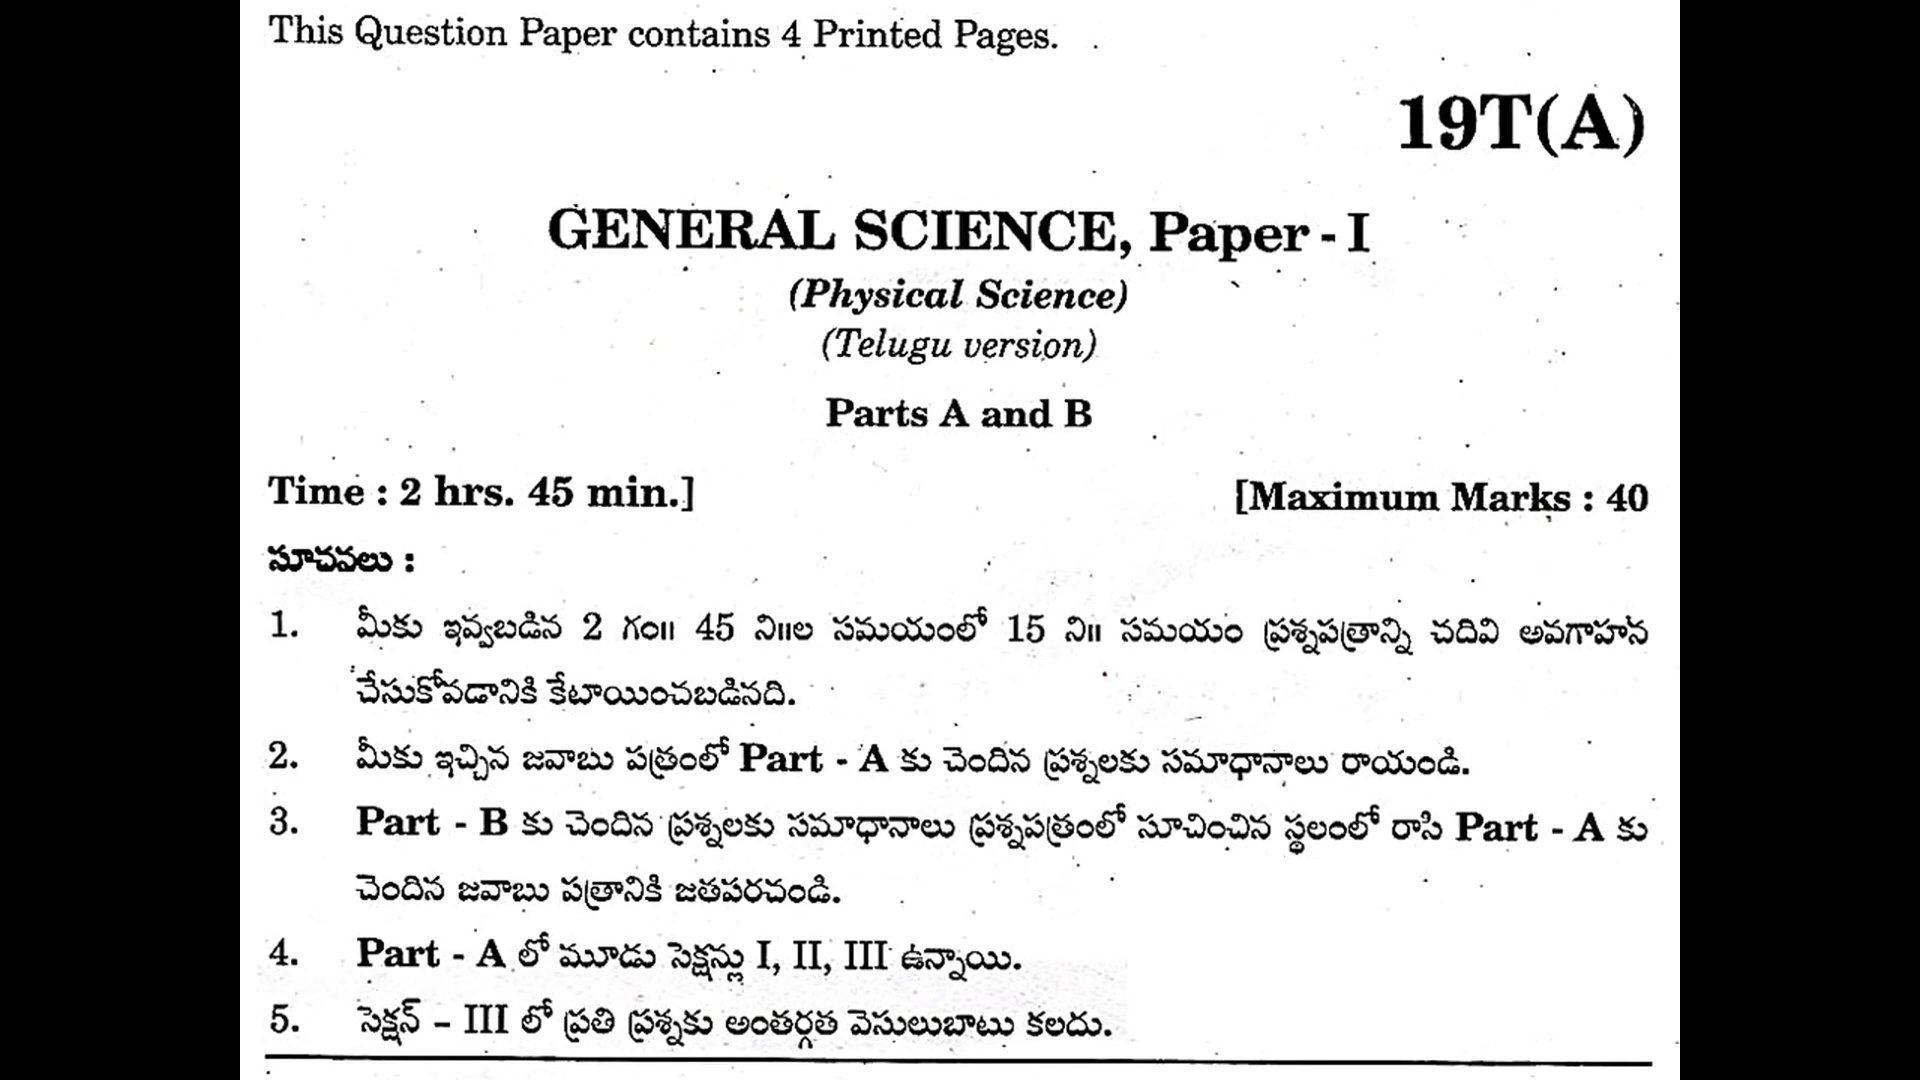 This Question Paper contains 4 Printed Pages.
19T(A)
GENERAL SCIENCE, Paper - I
(Physical Science)
(Telugu version)
Parts A and B
Time : 2 hrs. 45 min.]
[Maximum Marks : 40
సూచనలు :
1. మీకు ఇవ్వబడిన 2 గం॥ 45 ని॥ల సమయంలో 15 ని॥ సమయం ప్రశ్నపత్రాన్ని చదివి అవగాహన
చేసుకోవడానికి కేటాయించబడినది.
2. మీకు ఇచ్చిన జవాబు పత్రంలో Part - A కు చెందిన ప్రశ్నలకు సమాధానాలు రాయండి.
3. Part - B కు చెందిన ప్రశ్నలకు సమాధానాలు ప్రశ్నపత్రంలో సూచించిన స్థలంలో రాసి Part - A కు
చెందిన జవాబు పత్రానికి జతపరచండి.
4. Part - A లో మూడు సెక్షన్లు I, II, III ఉన్నాయి.
5. సెక్షన్ – III లో ప్రతి ప్రశ్నకు అంతర్గత వెసులుబాటు కలదు.